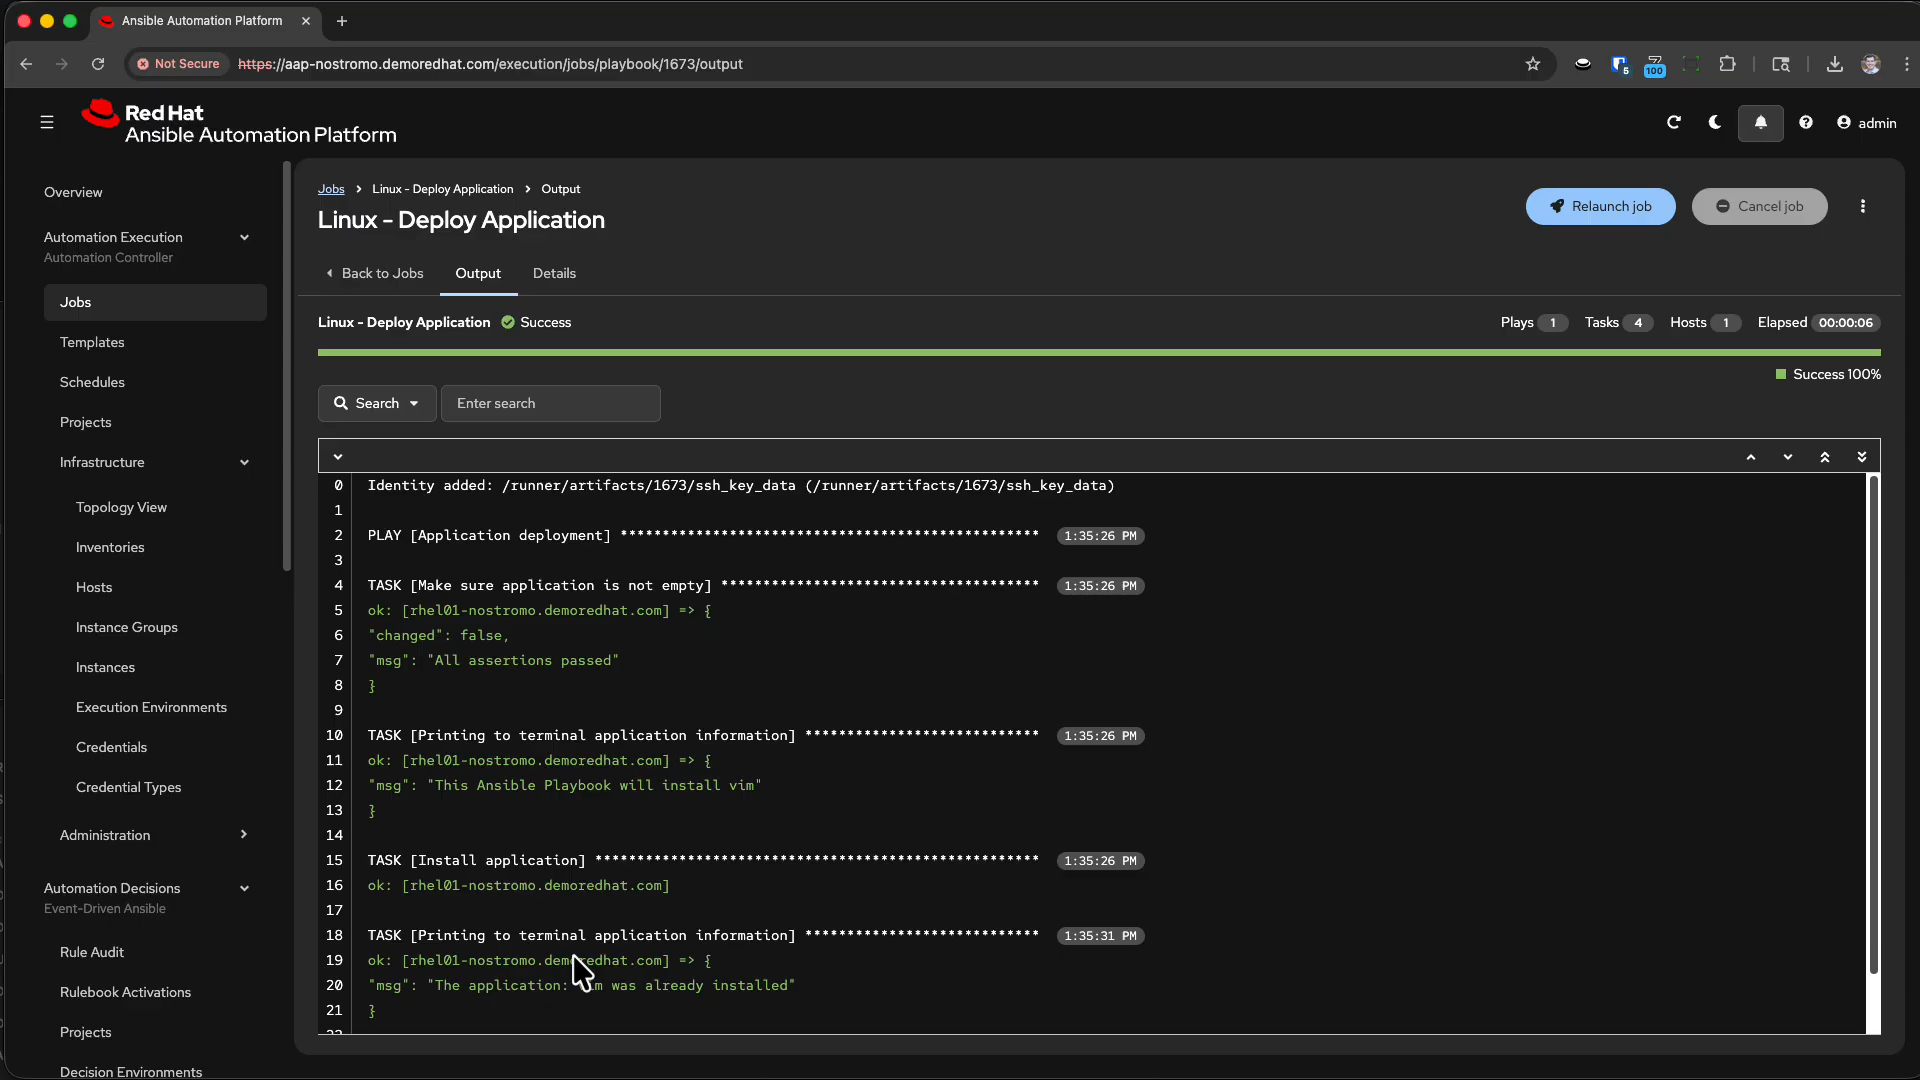 Ansible Automation Platform
Not Secure https://aap-nostromo.demoredhat.com/execution/jobs/playbook/1673/output
5
100
Red Hat
Ansible Automation Platform
admin
Overview
Automation Execution
Automation Controller
Jobs
Templates
Schedules
Projects
Infrastructure
Topology View
Inventories
Hosts
Instance Groups
Instances
Execution Environments
Credentials
Credential Types
Administration
Automation Decisions
Event-Driven Ansible
Rule Audit
Rulebook Activations
Projects
Decision Environments
Jobs Linux - Deploy Application Output
Linux - Deploy Application
Relaunch job
Cancel job
Back to Jobs
Output
Details
Linux - Deploy Application Success
Plays 1 Tasks 4 Hosts 1 Elapsed 00:00:06
Success 100%
Search
Enter search
0 Identity added: /runner/artifacts/1673/ssh_key_data (/runner/artifacts/1673/ssh_key_data)
1
2 PLAY [Application deployment] ************************************************** 1:35:26 PM
3
4 TASK [Make sure application is not empty] ************************************** 1:35:26 PM
5 ok: [rhel01-nostromo.demoredhat.com] => {
6 "changed": false,
7 "msg": "All assertions passed"
8 }
9
10 TASK [Printing to terminal application information] **************************** 1:35:26 PM
11 ok: [rhel01-nostromo.demoredhat.com] => {
12 "msg": "This Ansible Playbook will install vim"
13 }
14
15 TASK [Install application] ***************************************************** 1:35:26 PM
16 ok: [rhel01-nostromo.demoredhat.com]
17
18 TASK [Printing to terminal application information] **************************** 1:35:31 PM
19 ok: [rhel01-nostromo.demoredhat.com] => {
20 "msg": "The application: was already installed"
21 }